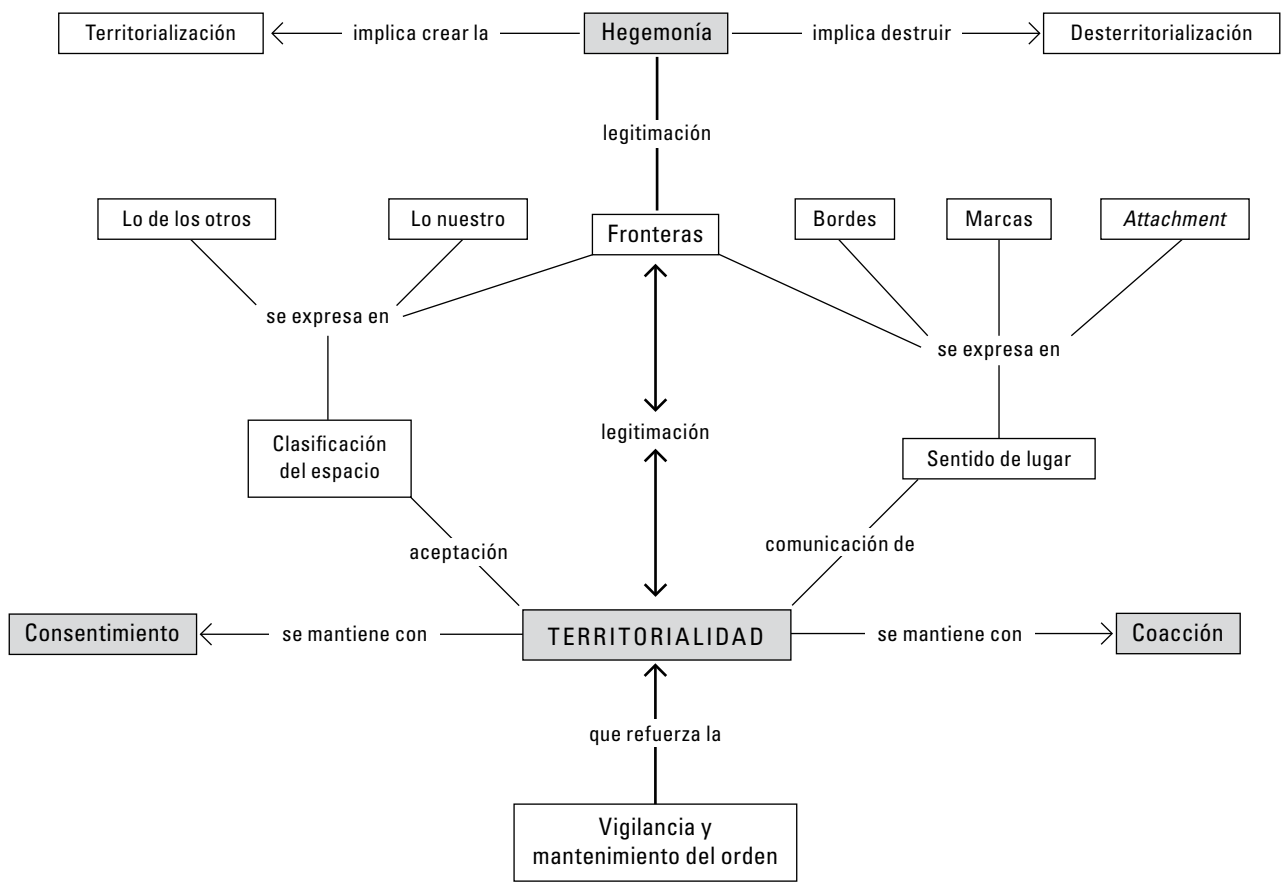 Territorialización
implica crear la
Hegemonía
implica destruir
Desterritorialización
legitimación
Lo de los otros
Lo nuestro
Fronteras
Bordes
Marcas
Attachment
se expresa en
se expresa en
legitimación
Clasificación
del espacio
Sentido de lugar
aceptación
comunicación de
Consentimiento
se mantiene con
TERRITORIALIDAD
se mantiene con
Coacción
que refuerza la
Vigilancia y
mantenimiento del orden